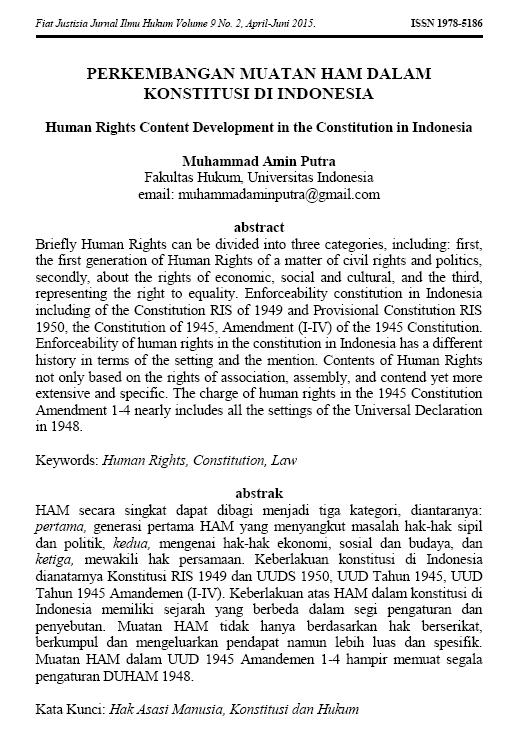 Fiat Justisia Jurnal Ilmu Hukum Volume 9 No. 2, April-Juni 2015. ISSN 1978-5186
PERKEMBANGAN MUATAN HAM DALAM
KONSTITUSI DI INDONESIA
Human Rights Content Development in the Constitution in Indonesia
Muhammad Amin Putra
Fakultas Hukum, Universitas Indonesia
email: muhammadaminputra@gmail.com
abstract
Briefly Human Rights can be divided into three categories, including: first,
the first generation of Human Rights of a matter of civil rights and politics,
secondly, about the rights of economic, social and cultural, and the third,
representing the right to equality. Enforceability constitution in Indonesia
including of the Constitution RIS of 1949 and Provisional Constitution RIS
1950, the Constitution of 1945, Amendment (I-IV) of the 1945 Constitution.
Enforceability of human rights in the constitution in Indonesia has a different
history in terms of the setting and the mention. Contents of Human Rights
not only based on the rights of association, assembly, and contend yet more
extensive and specific. The charge of human rights in the 1945 Constitution
Amendment 1-4 nearly includes all the settings of the Universal Declaration
in 1948.
Keywords: Human Rights, Constitution, Law
abstrak
HAM secara singkat dapat dibagi menjadi tiga kategori, diantaranya:
pertama, generasi pertama HAM yang menyangkut masalah hak-hak sipil
dan politik, kedua, mengenai hak-hak ekonomi, sosial dan budaya, dan
ketiga, mewakili hak persamaan. Keberlakuan konstitusi di Indonesia
dianatarnya Konstitusi RIS 1949 dan UUDS 1950, UUD Tahun 1945, UUD
Tahun 1945 Amandemen (I-IV). Keberlakuan atas HAM dalam konstitusi di
Indonesia memiliki sejarah yang berbeda dalam segi pengaturan dan
penyebutan. Muatan HAM tidak hanya berdasarkan hak berserikat,
berkumpul dan mengeluarkan pendapat namun lebih luas dan spesifik.
Muatan HAM dalam UUD 1945 Amandemen 1-4 hampir memuat segala
pengaturan DUHAM 1948.
Kata Kunci: Hak Asasi Manusia, Konstitusi dan Hukum